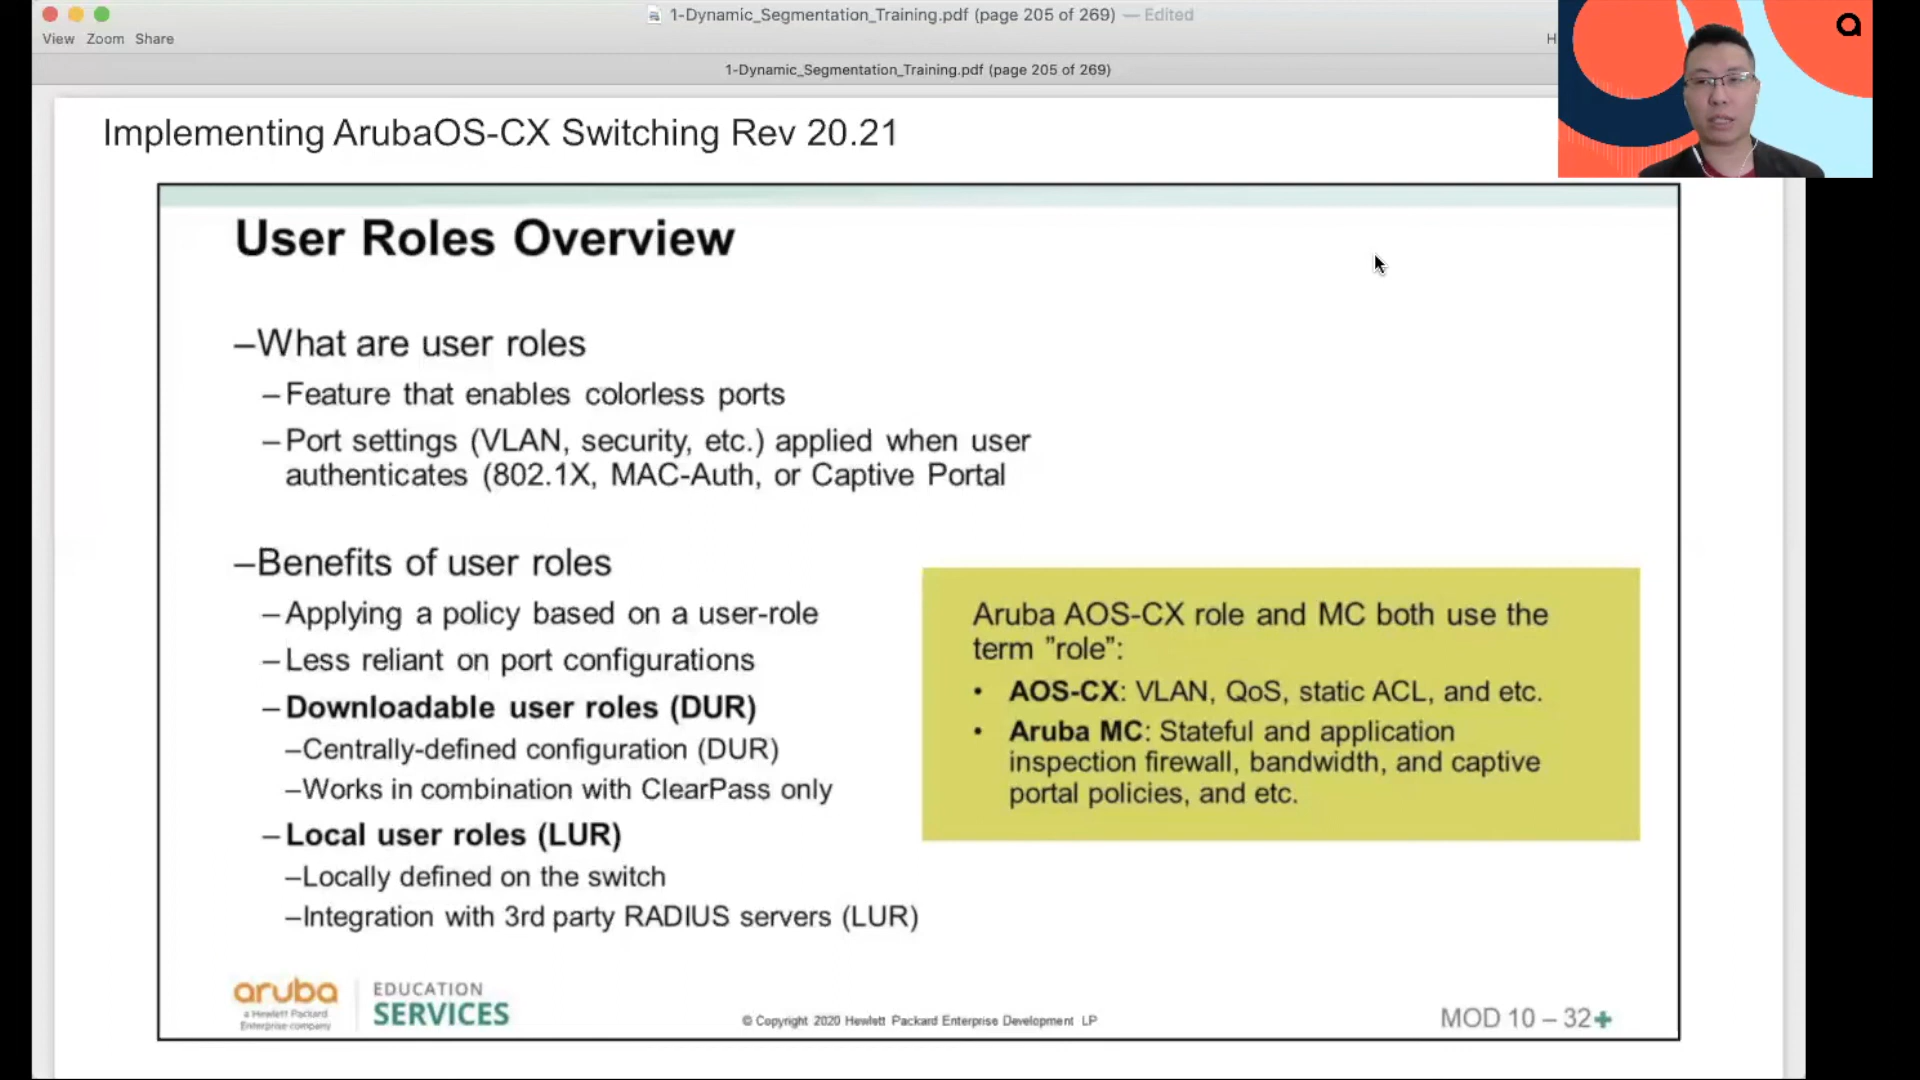 1-Dynamic_Segmentation_Training.pdf (page 205 of 269) — Edited
View Zoom Share
H
1-Dynamic_Segmentation_Training.pdf (page 205 of 269)
Implementing ArubaOS-CX Switching Rev 20.21
User Roles Overview
–What are user roles
–Feature that enables colorless ports
–Port settings (VLAN, security, etc.) applied when user
authenticates (802.1X, MAC-Auth, or Captive Portal
–Benefits of user roles
–Applying a policy based on a user-role
–Less reliant on port configurations
–Downloadable user roles (DUR)
–Centrally-defined configuration (DUR)
–Works in combination with ClearPass only
–Local user roles (LUR)
–Locally defined on the switch
–Integration with 3rd party RADIUS servers (LUR)
Aruba AOS-CX role and MC both use the
term ”role”:
• AOS-CX: VLAN, QoS, static ACL, and etc.
• Aruba MC: Stateful and application
inspection firewall, bandwidth, and captive
portal policies, and etc.
aruba
a Hewlett Packard
Enterprise company
EDUCATION
SERVICES
© Copyright 2020 Hewlett Packard Enterprise Development LP
MOD 10 – 32+